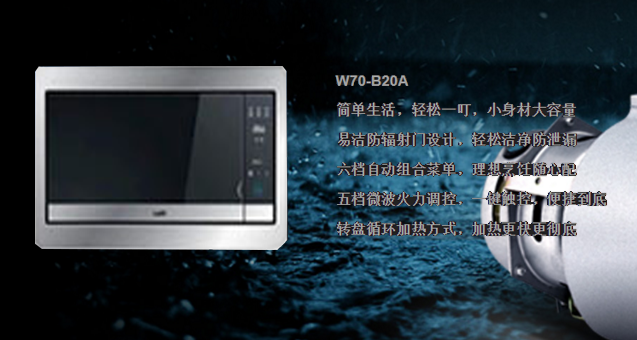 W70-B20A
简单生活，轻松一叮，小身材大容量
易洁防辐射门设计，轻松洁净防泄漏
六档自动组合菜单，理想烹饪随心配
五档微波火力调控，一键触控，便捷到底
转盘循环加热方式，加热更快更彻底